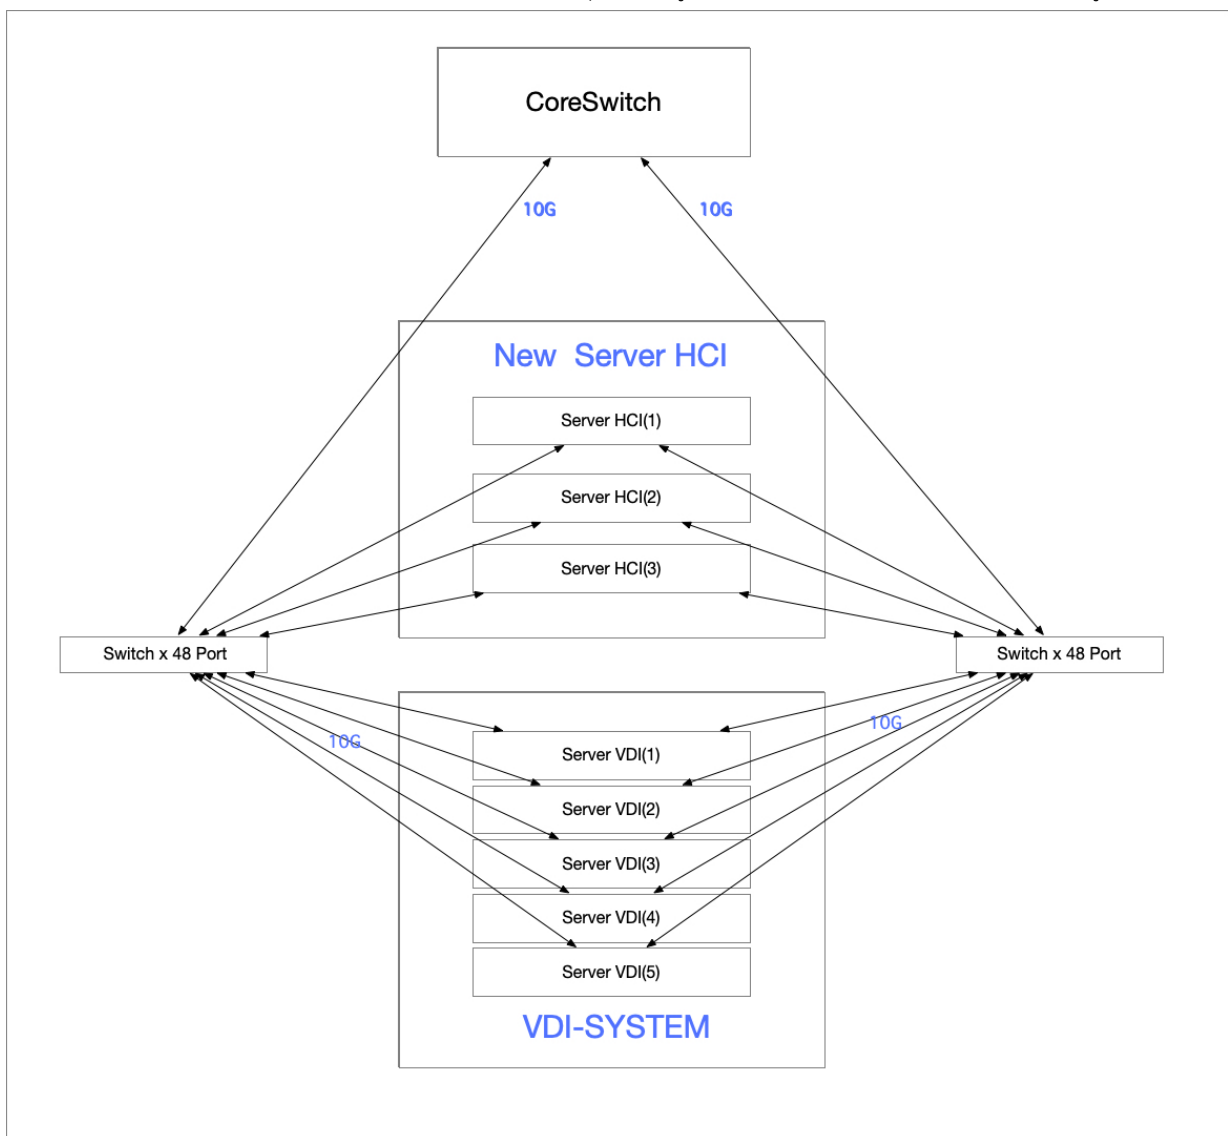 CoreSwitch
10G 10G
New Server HCI
Server HCI(1)
Server HCI(2)
Server HCI(3)
Switch x 48 Port Switch x 48 Port
10G 10G
Server VDI(1)
Server VDI(2)
Server VDI(3)
Server VDI(4)
Server VDI(5)
VDI-SYSTEM